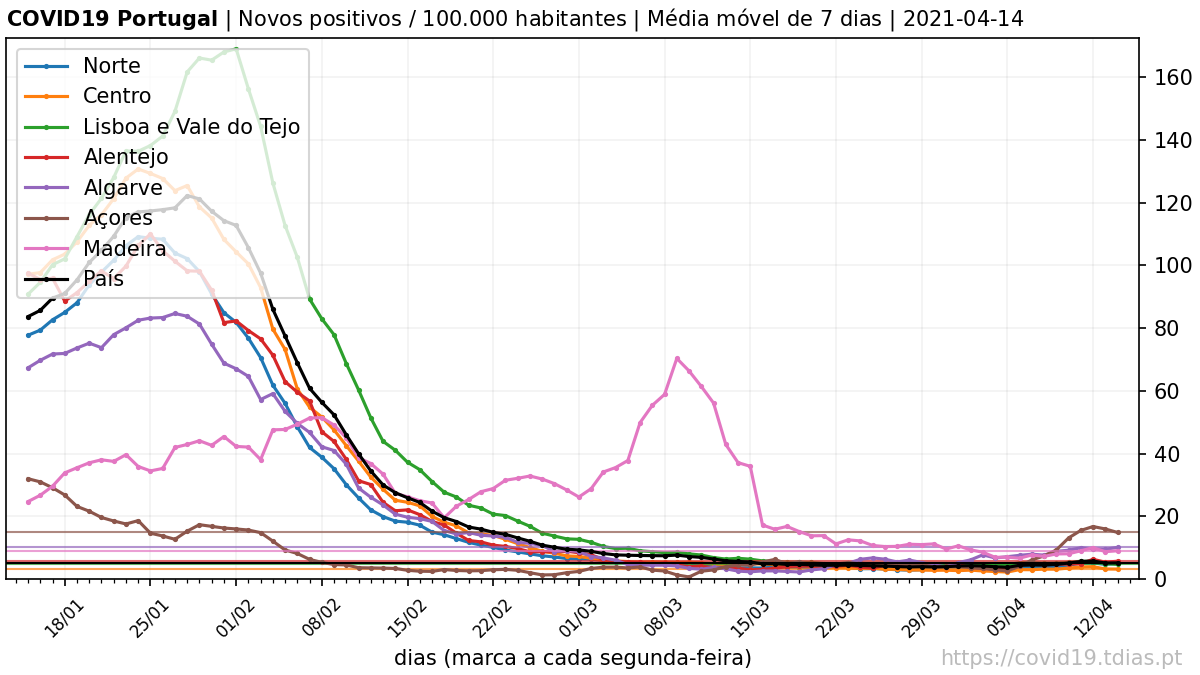 COVID19 Portugal | Novos positivos / 100.000 habitantes | Média móvel de 7 dias | 2021-04-14
Norte
Centro
Lisboa e Vale do Tejo
Alentejo
Algarve
Açores
Madeira
País
160
140
120
100
80
60
40
20
0
18/01 25/01 01/02 08/02 15/02 22/02 01/03 08/03 15/03 22/03 29/03 05/04 12/04
dias (marca a cada segunda-feira)
https://covid19.tdias.pt